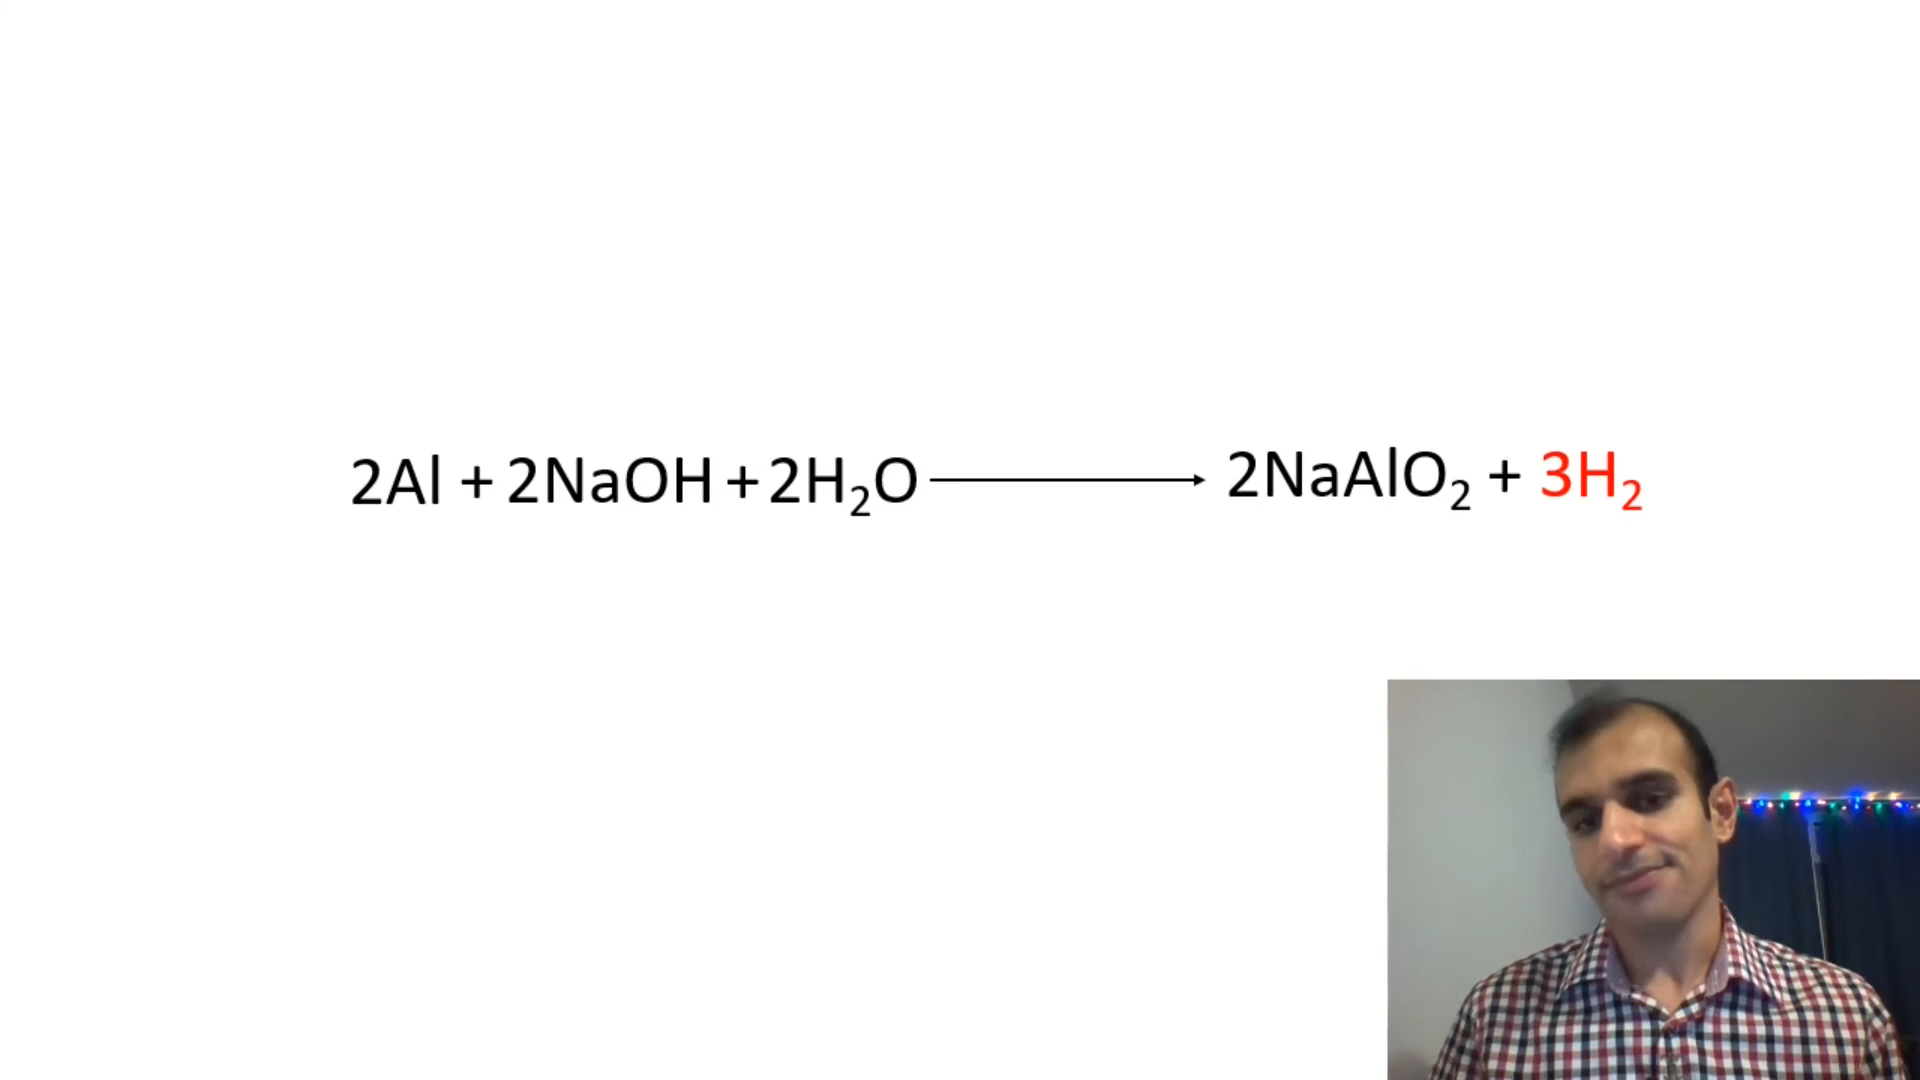 2Al + 2NaOH + 2H₂O ⟶ 2NaAlO₂ + 3H₂